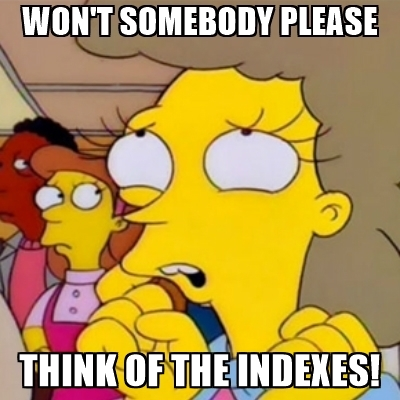 WON'T SOMEBODY PLEASE
THINK OF THE INDEXES!